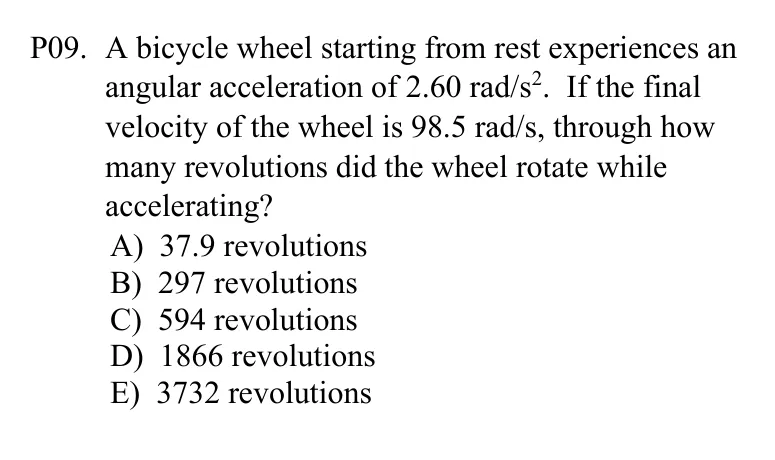 P09. A bicycle wheel starting from rest experiences an
angular acceleration of 2.60 rad/s². If the final
velocity of the wheel is 98.5 rad/s, through how
many revolutions did the wheel rotate while
accelerating?
A) 37.9 revolutions
B) 297 revolutions
C) 594 revolutions
D) 1866 revolutions
E) 3732 revolutions